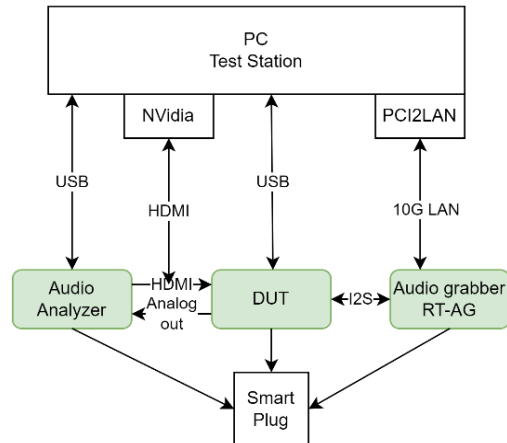 PC
Test Station
NVidia
PCI2LAN
USB
HDMI
USB
10G LAN
Audio
Analyzer
HDMI
Analog
out
DUT
I2S
Audio grabber
RT-AG
Smart
Plug